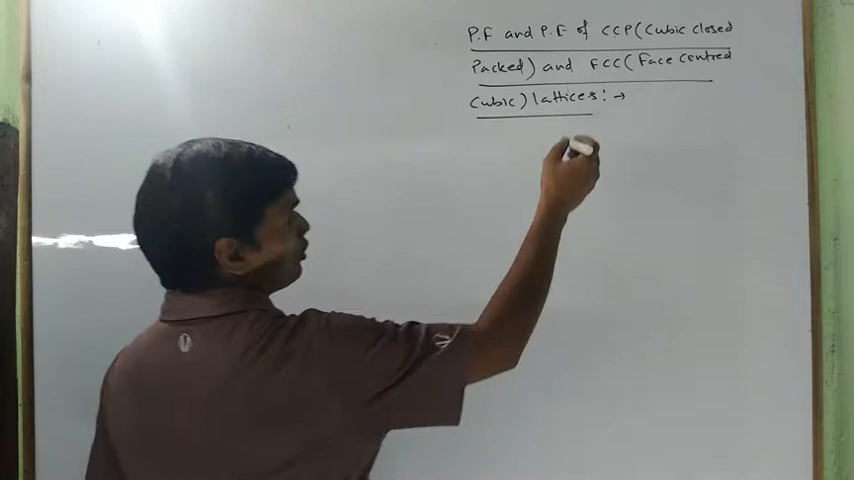 P.F and P.E of CCP(Cubic closed
Packed) and FCC(Face Centred
Cubic) lattices:→